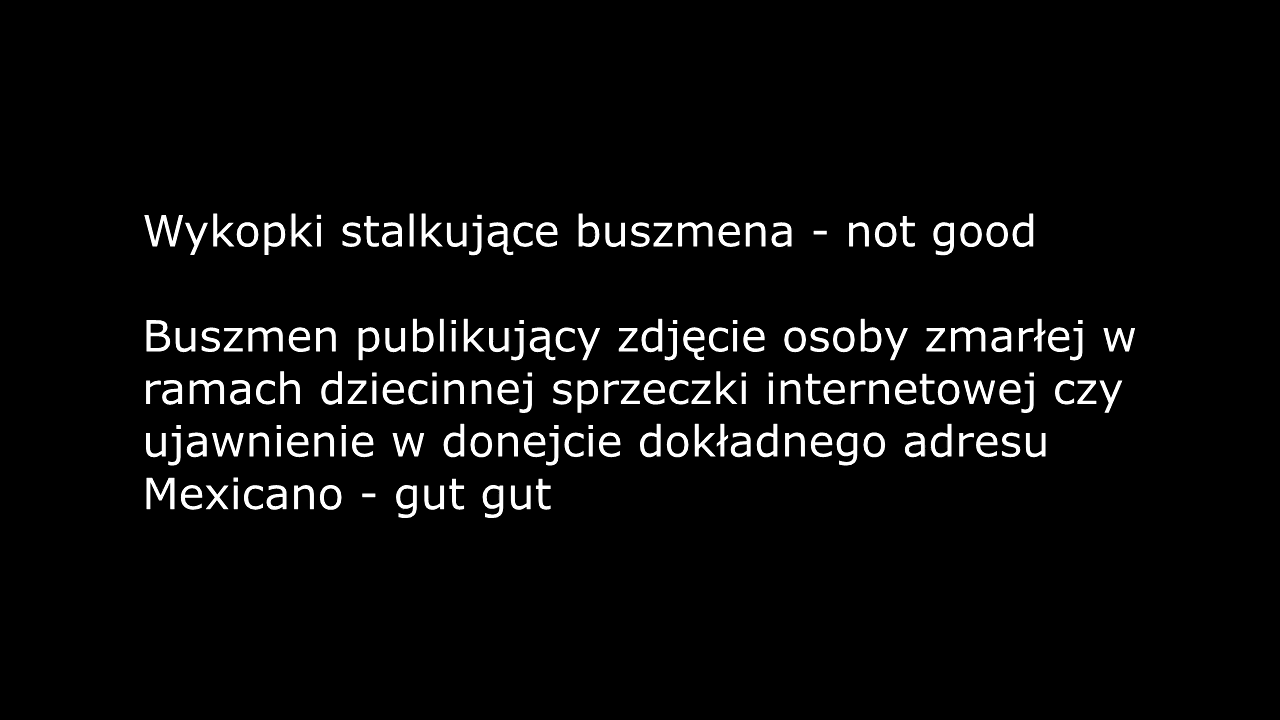 Wykopki stalkujące buszmena - not good
Buszmen publikujący zdjęcie osoby zmarłej w
ramach dziecinnej sprzeczki internetowej czy
ujawnienie w donejcie dokładnego adresu
Mexicano - gut gut